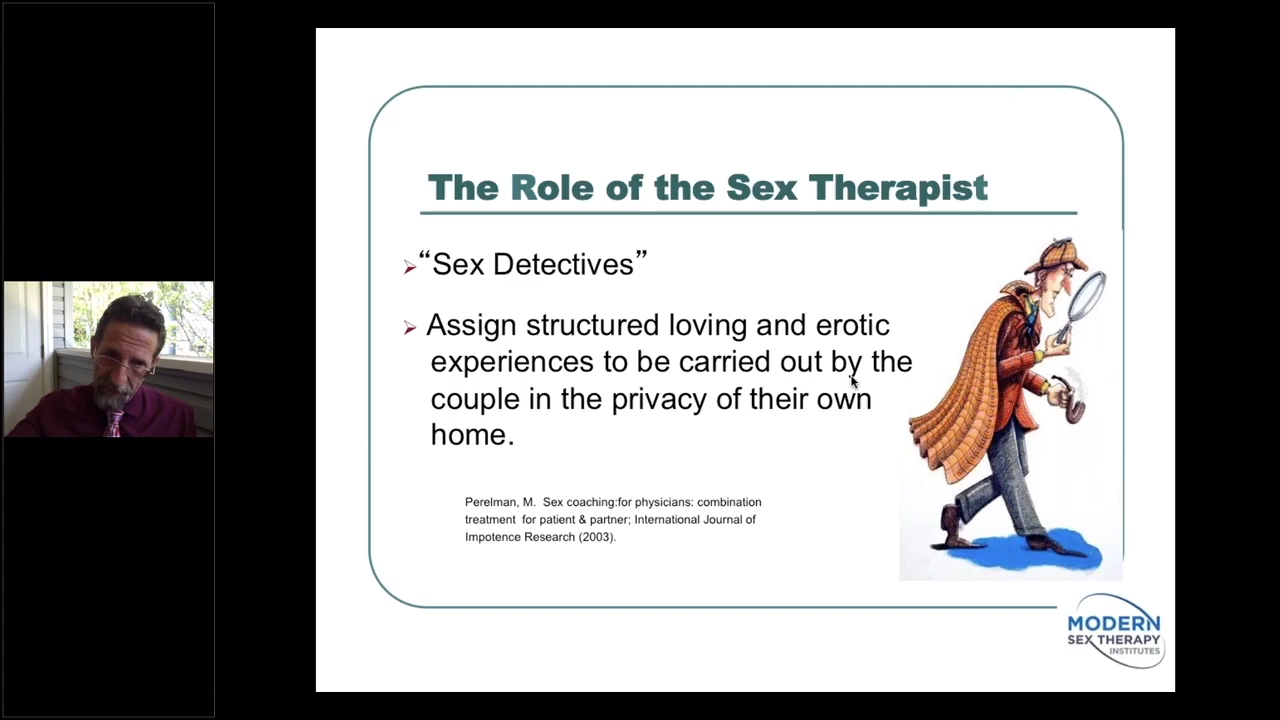 The Role of the Sex Therapist
“Sex Detectives”
Assign structured loving and erotic
experiences to be carried out by the
couple in the privacy of their own
home.
Perelman, M. Sex coaching:for physicians: combination
treatment for patient & partner; International Journal of
Impotence Research (2003).
MODERN
SEX THERAPY
INSTITUTES